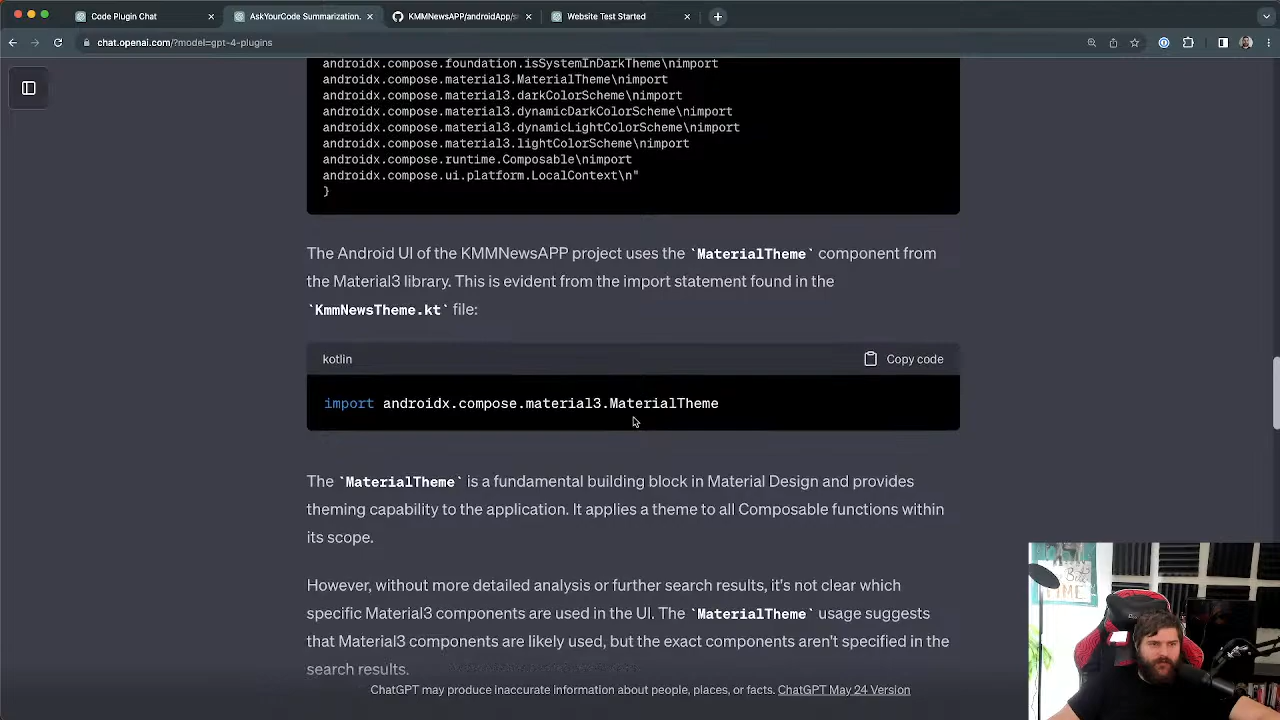 Code Plugin Chat
AskYourCode Summarization.
KMMNewsAPP/androidApp/s
Website Test Started
chat.openai.com/?model=gpt-4-plugins
androidx.compose.foundation.isSystemInDarkTheme\nimport
androidx.compose.material3.MaterialTheme\nimport
androidx.compose.material3.darkColorScheme\nimport
androidx.compose.material3.dynamicDarkColorScheme\nimport
androidx.compose.material3.dynamicLightColorScheme\nimport
androidx.compose.material3.lightColorScheme\nimport
androidx.compose.runtime.Composable\nimport
androidx.compose.ui.platform.LocalContext\n"
}
The Android UI of the KMMNewsAPP project uses the `MaterialTheme` component from
the Material3 library. This is evident from the import statement found in the
`KmmNewsTheme.kt` file:
kotlin
Copy code
import androidx.compose.material3.MaterialTheme
The `MaterialTheme` is a fundamental building block in Material Design and provides
theming capability to the application. It applies a theme to all Composable functions within
its scope.
However, without more detailed analysis or further search results, it's not clear which
specific Material3 components are used in the UI. The `MaterialTheme` usage suggests
that Material3 components are likely used, but the exact components aren't specified in the
search results.
ChatGPT may produce inaccurate information about people, places, or facts. ChatGPT May 24 Version